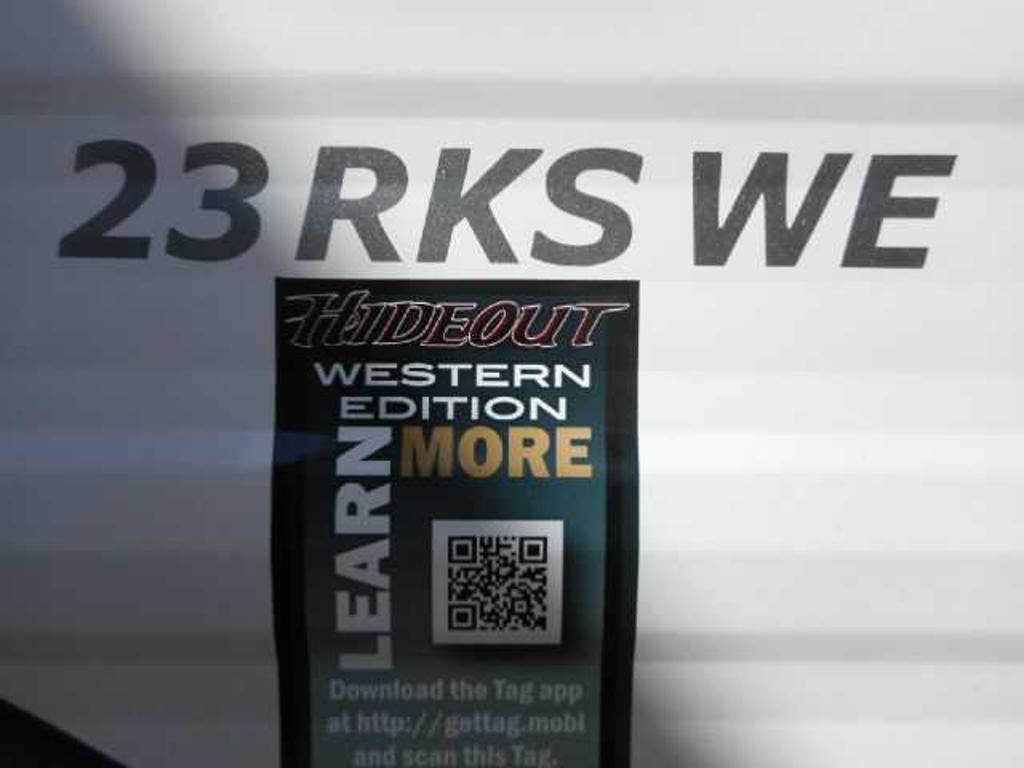 23 RKS WE
HIDEOUT
WESTERN
EDITION
LEARN MORE
Download the Tag app
at http://gettag.mobi
and scan this Tag.